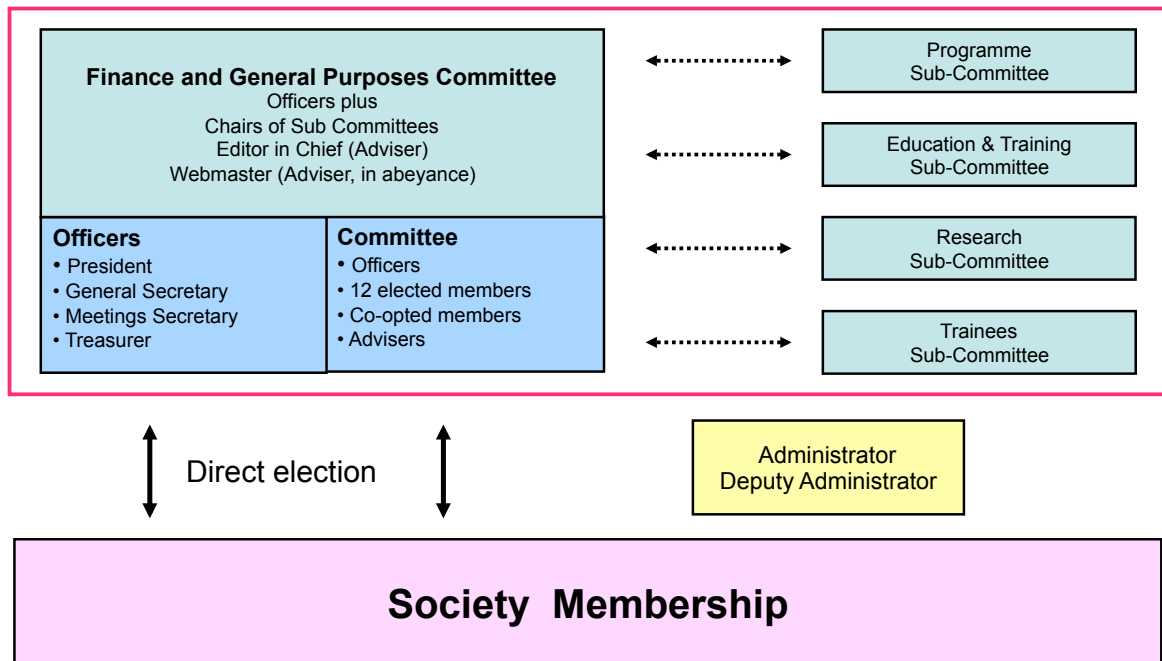 Finance and General Purposes Committee
Officers plus
Chairs of Sub Committees
Editor in Chief (Adviser)
Webmaster (Adviser, in abeyance)
Officers
• President
• General Secretary
• Meetings Secretary
• Treasurer
Committee
• Officers
• 12 elected members
• Co-opted members
• Advisers
Programme
Sub-Committee
Education & Training
Sub-Committee
Research
Sub-Committee
Trainees
Sub-Committee
Direct election
Administrator
Deputy Administrator
Society Membership